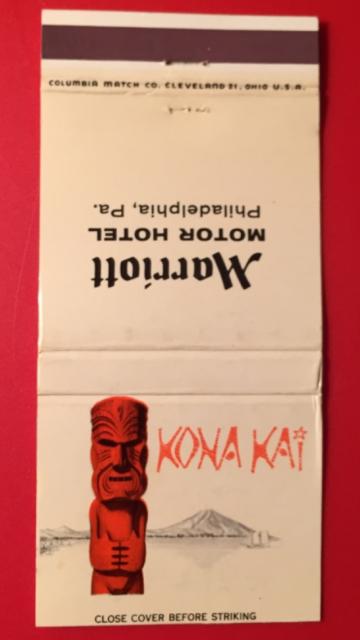 COLUMBIA MATCH CO. CLEVELAND 21, OHIO U.S.A.
Marriott
MOTOR HOTEL
Philadelphia, Pa.
KONA KAI
CLOSE COVER BEFORE STRIKING